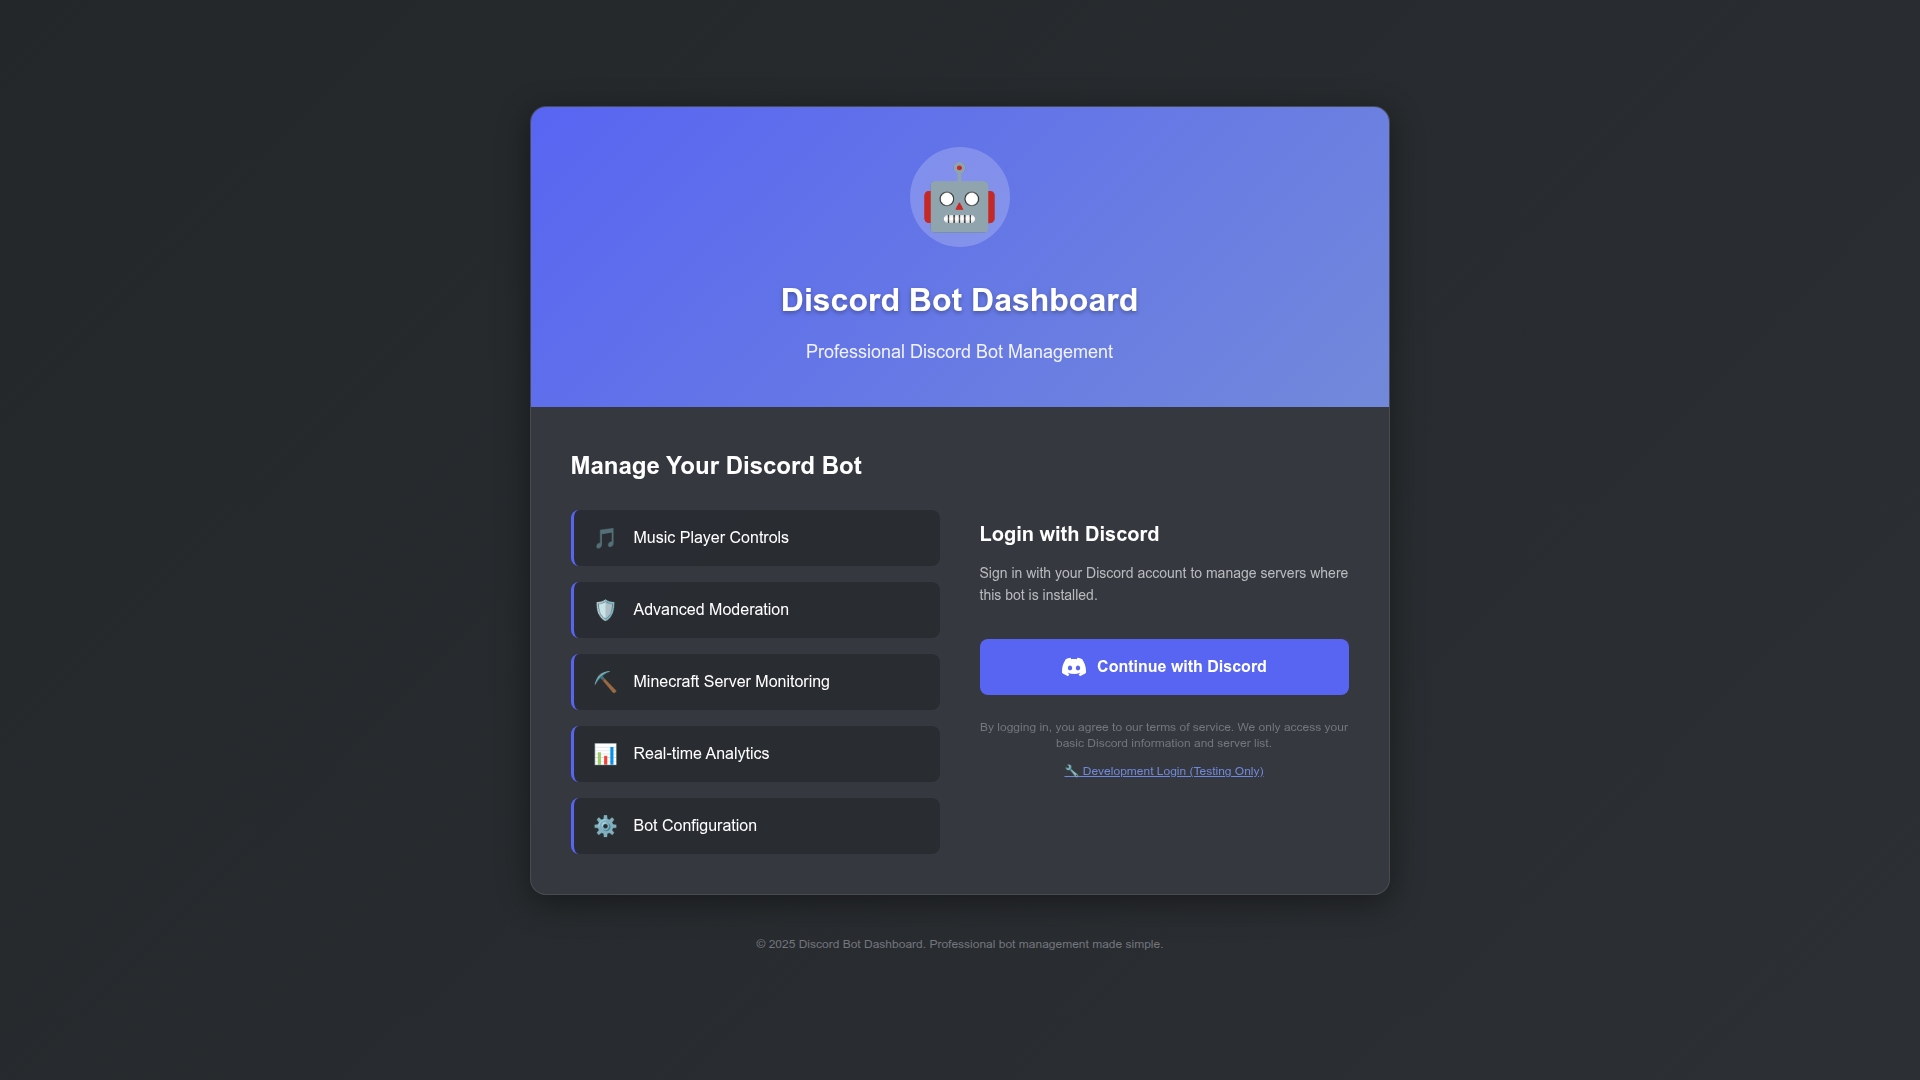 Discord Bot Dashboard
Professional Discord Bot Management
Manage Your Discord Bot
Music Player Controls
Advanced Moderation
Minecraft Server Monitoring
Real-time Analytics
Bot Configuration
Login with Discord
Sign in with your Discord account to manage servers where
this bot is installed.
Continue with Discord
By logging in, you agree to our terms of service. We only access your
basic Discord information and server list.
🔧 Development Login (Testing Only)
© 2025 Discord Bot Dashboard. Professional bot management made simple.